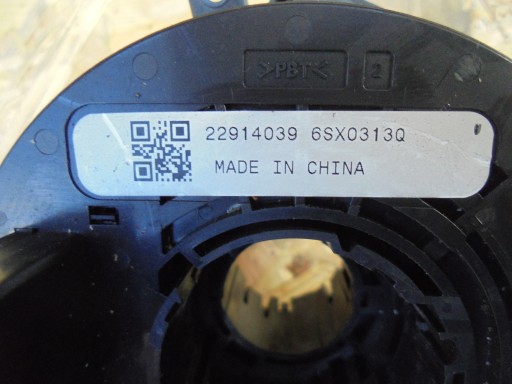 >PBT<
2
22914039 6SX0313Q
MADE IN CHINA